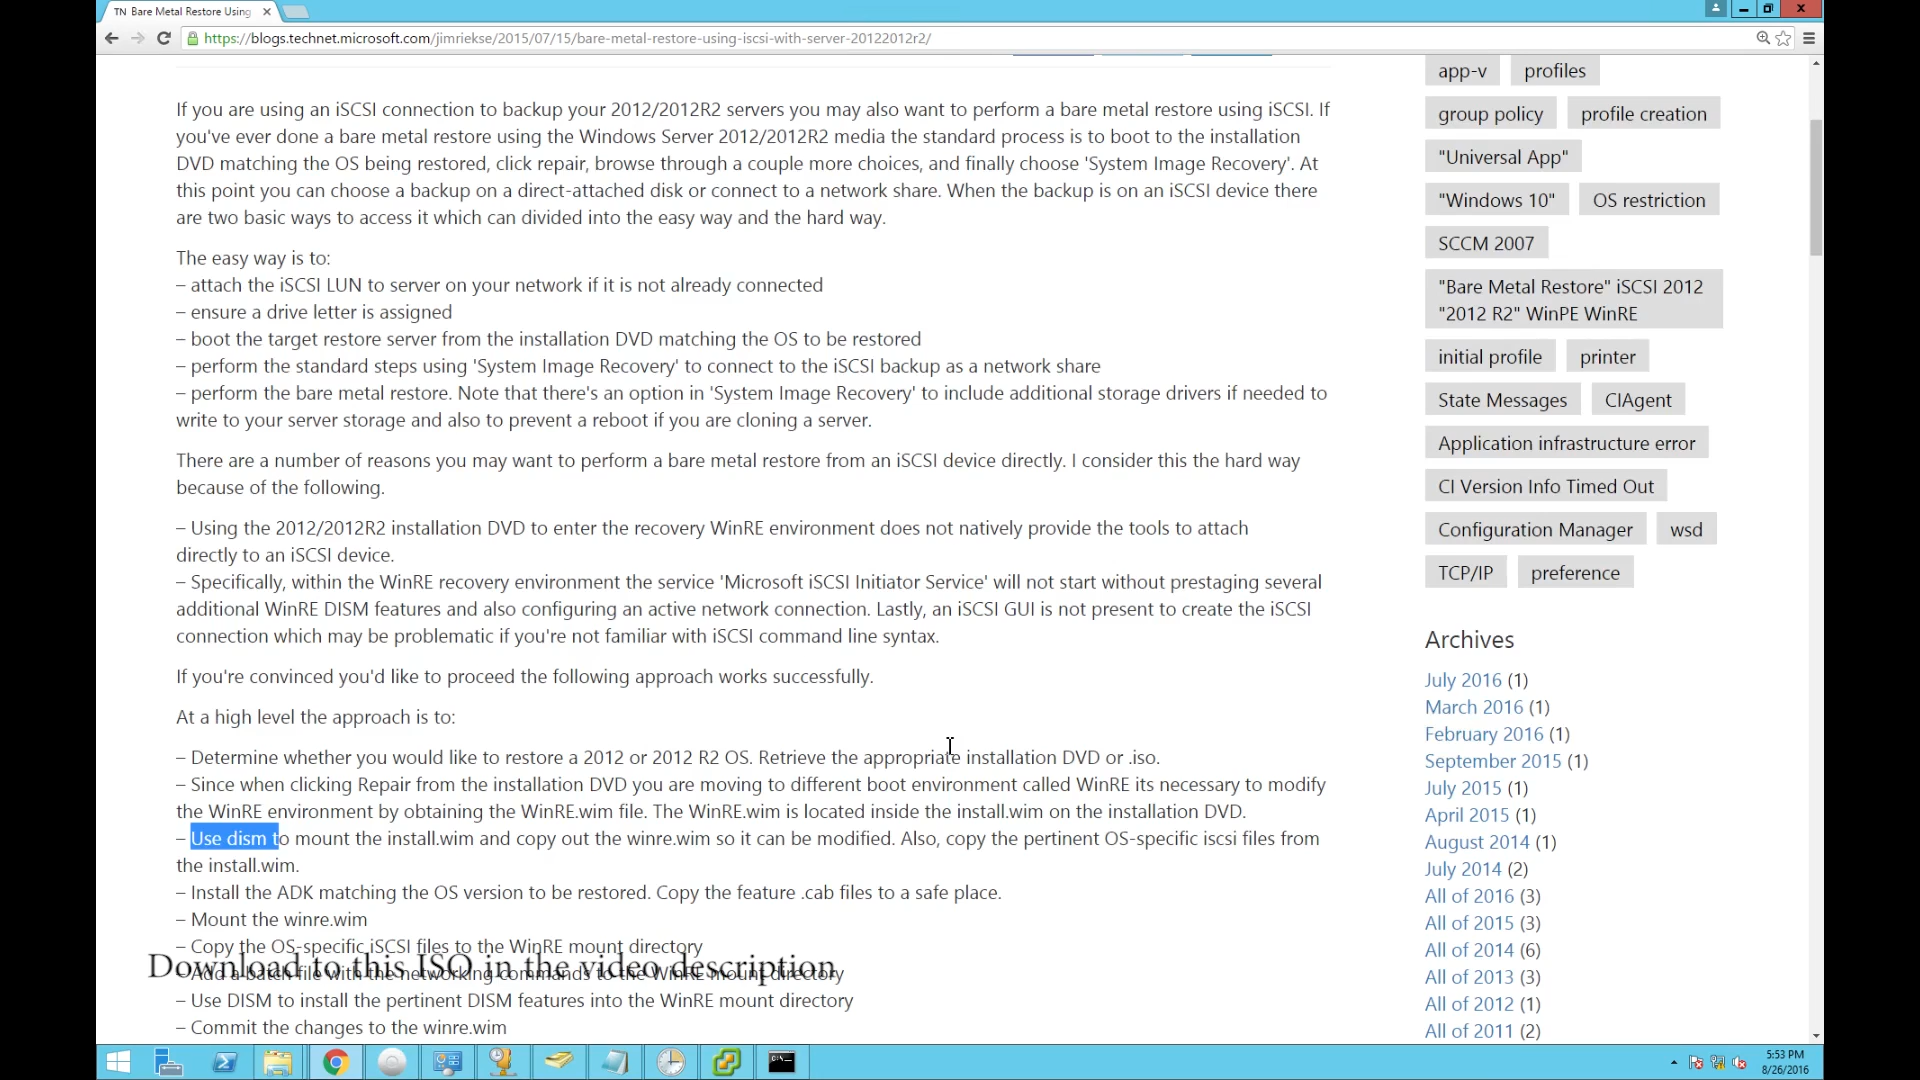 TN Bare Metal Restore Using
https://blogs.technet.microsoft.com/jimriekse/2015/07/15/bare-metal-restore-using-iscsi-with-server-20122012r2/
If you are using an iSCSI connection to backup your 2012/2012R2 servers you may also want to perform a bare metal restore using iSCSI. If
you've ever done a bare metal restore using the Windows Server 2012/2012R2 media the standard process is to boot to the installation
DVD matching the OS being restored, click repair, browse through a couple more choices, and finally choose 'System Image Recovery'. At
this point you can choose a backup on a direct-attached disk or connect to a network share. When the backup is on an iSCSI device there
are two basic ways to access it which can divided into the easy way and the hard way.
The easy way is to:
– attach the iSCSI LUN to server on your network if it is not already connected
– ensure a drive letter is assigned
– boot the target restore server from the installation DVD matching the OS to be restored
– perform the standard steps using 'System Image Recovery' to connect to the iSCSI backup as a network share
– perform the bare metal restore. Note that there's an option in 'System Image Recovery' to include additional storage drivers if needed to
write to your server storage and also to prevent a reboot if you are cloning a server.
There are a number of reasons you may want to perform a bare metal restore from an iSCSI device directly. I consider this the hard way
because of the following.
– Using the 2012/2012R2 installation DVD to enter the recovery WinRE environment does not natively provide the tools to attach
directly to an iSCSI device.
– Specifically, within the WinRE recovery environment the service 'Microsoft iSCSI Initiator Service' will not start without prestaging several
additional WinRE DISM features and also configuring an active network connection. Lastly, an iSCSI GUI is not present to create the iSCSI
connection which may be problematic if you're not familiar with iSCSI command line syntax.
If you're convinced you'd like to proceed the following approach works successfully.
At a high level the approach is to:
– Determine whether you would like to restore a 2012 or 2012 R2 OS. Retrieve the appropriate installation DVD or .iso.
– Since when clicking Repair from the installation DVD you are moving to different boot environment called WinRE its necessary to modify
the WinRE environment by obtaining the WinRE.wim file. The WinRE.wim is located inside the install.wim on the installation DVD.
– Use dism to mount the install.wim and copy out the winre.wim so it can be modified. Also, copy the pertinent OS-specific iscsi files from
the install.wim.
– Install the ADK matching the OS version to be restored. Copy the feature .cab files to a safe place.
– Mount the winre.wim
– Copy the OS-specific iSCSI files to the WinRE mount directory
Download to this ISO in the video description
– Add a batch file with the networking commands to the WinRE mount directory
– Use DISM to install the pertinent DISM features into the WinRE mount directory
– Commit the changes to the winre.wim
app-v
profiles
group policy
profile creation
"Universal App"
"Windows 10"
OS restriction
SCCM 2007
"Bare Metal Restore" iSCSI 2012
"2012 R2" WinPE WinRE
initial profile
printer
State Messages
CIAgent
Application infrastructure error
CI Version Info Timed Out
Configuration Manager
wsd
TCP/IP
preference
Archives
July 2016 (1)
March 2016 (1)
February 2016 (1)
September 2015 (1)
July 2015 (1)
April 2015 (1)
August 2014 (1)
July 2014 (2)
All of 2016 (3)
All of 2015 (3)
All of 2014 (6)
All of 2013 (3)
All of 2012 (1)
All of 2011 (2)
5:53 PM
8/26/2016